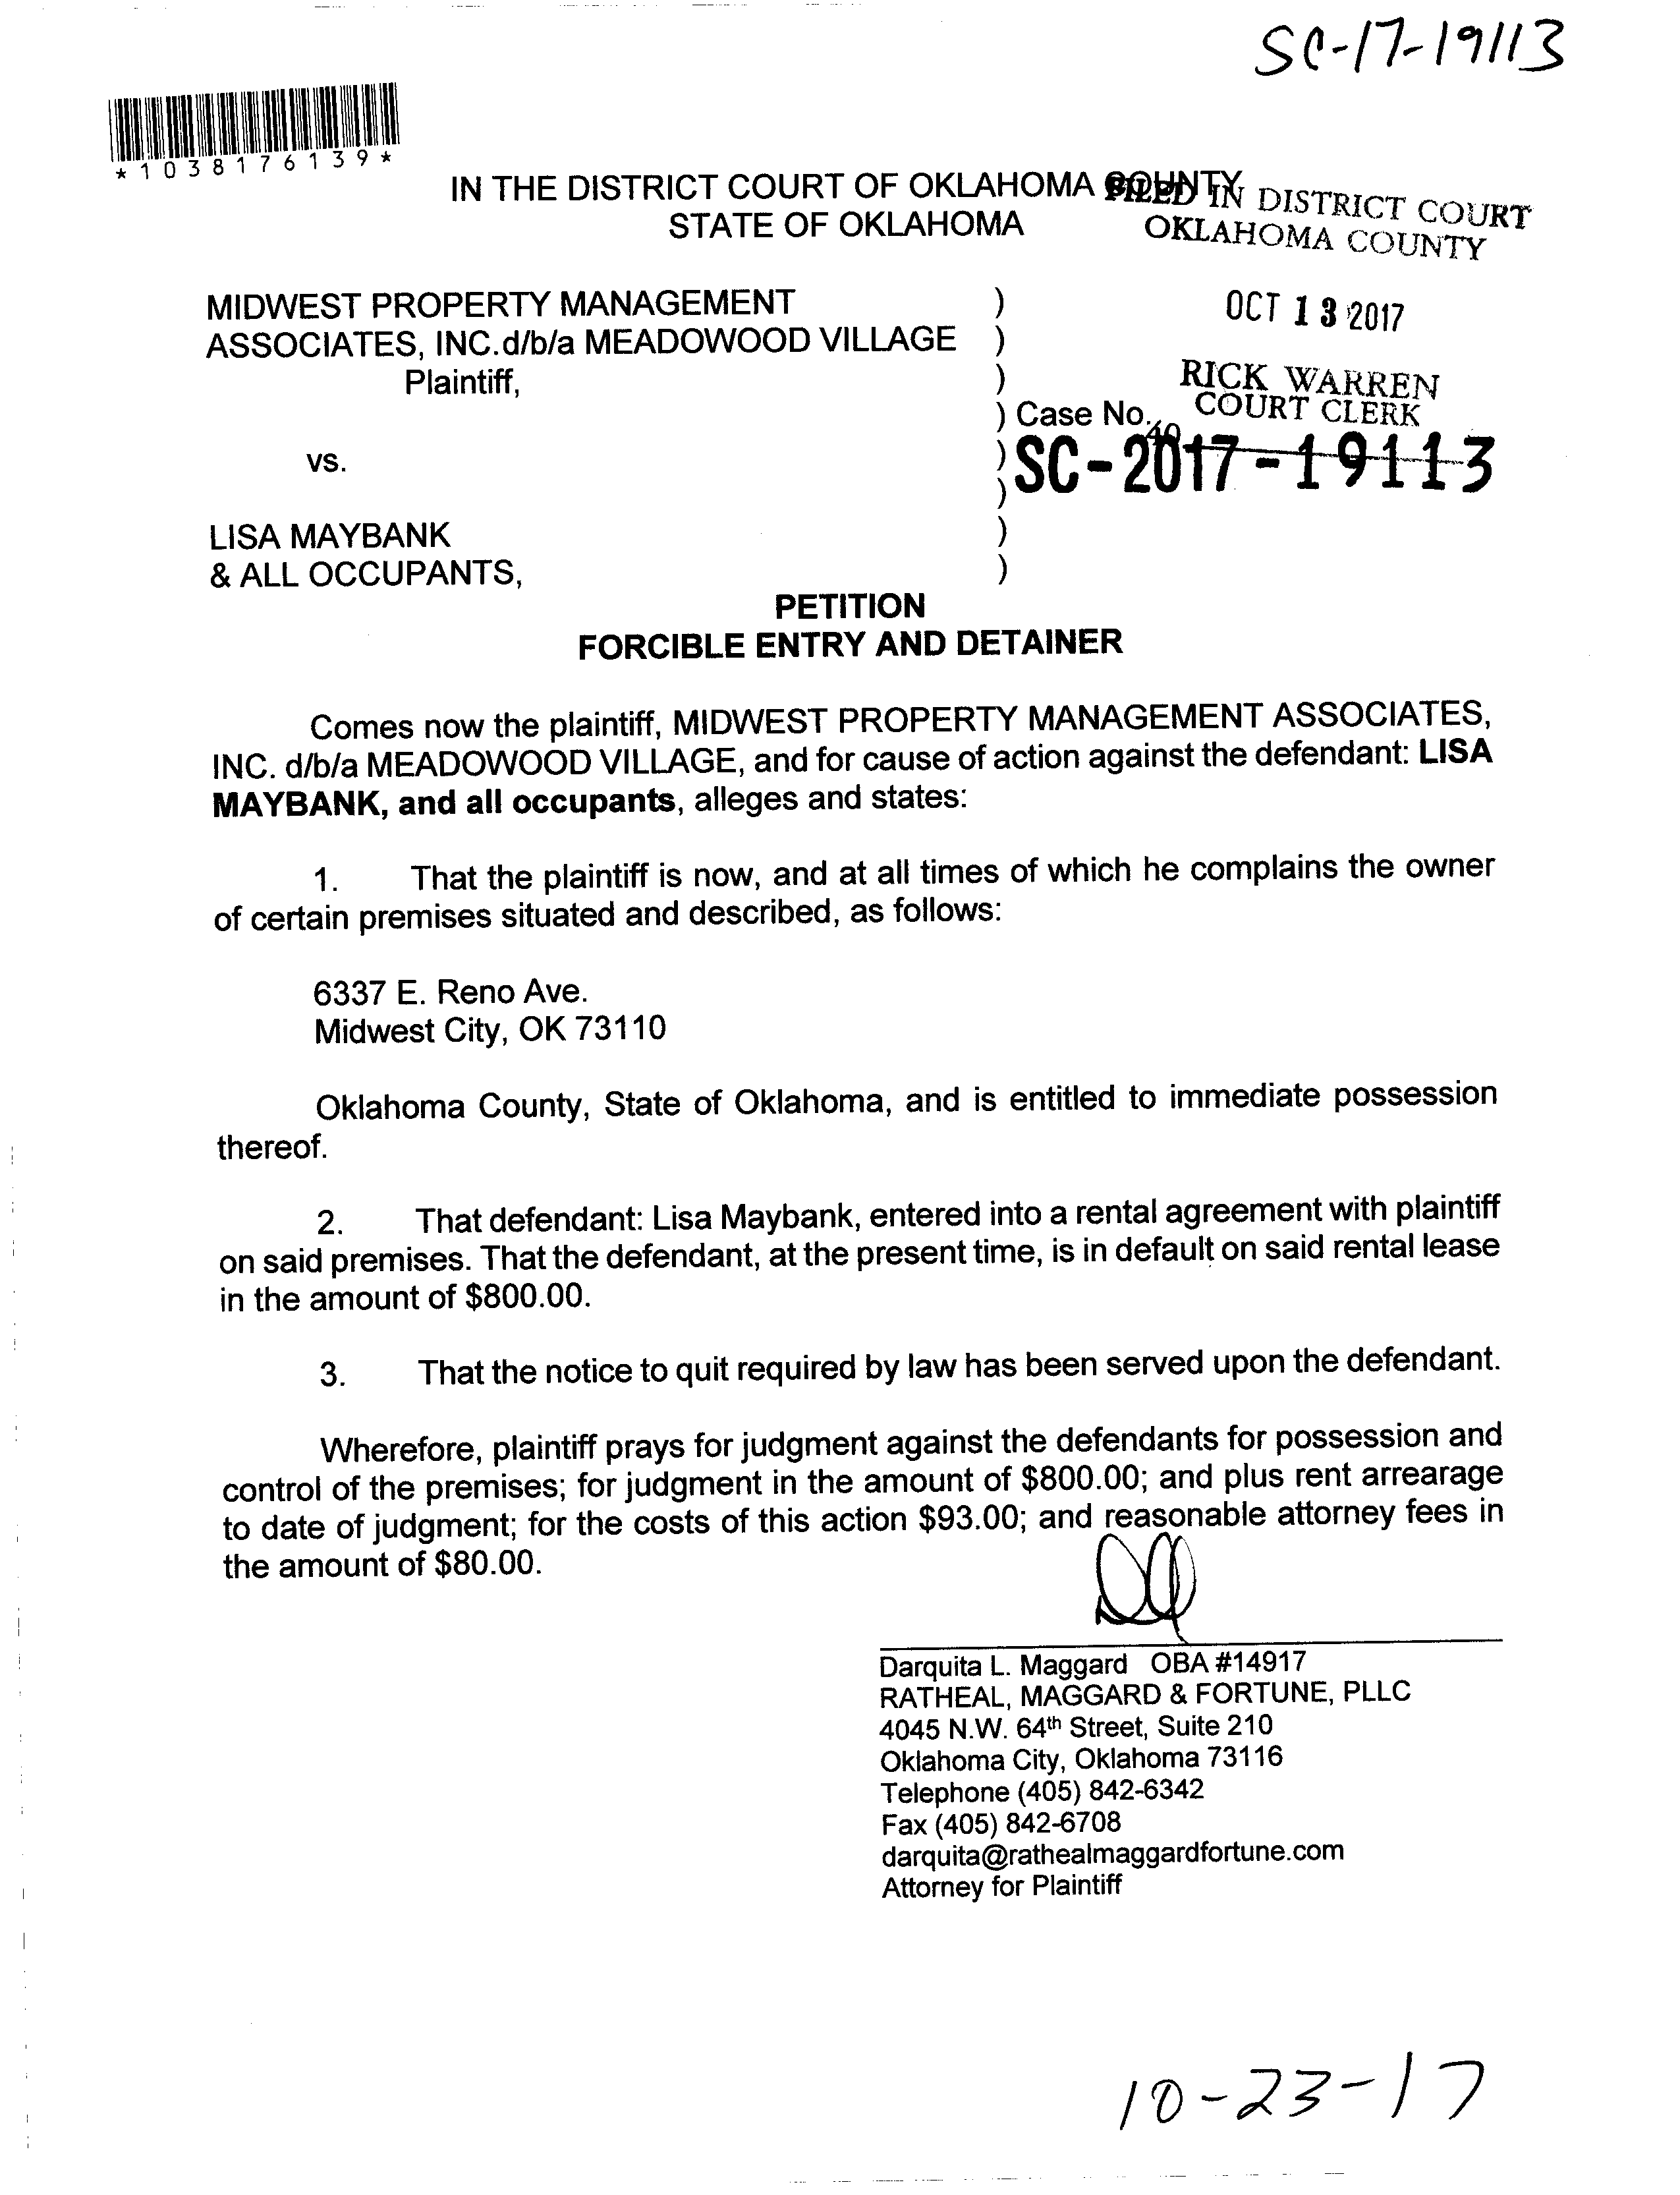 SC-17-19113
*1038176139*
IN THE DISTRICT COURT OF OKLAHOMA COUNTY
STATE OF OKLAHOMA
FILED IN DISTRICT COURT
OKLAHOMA COUNTY
MIDWEST PROPERTY MANAGEMENT )
ASSOCIATES, INC.d/b/a MEADOWOOD VILLAGE )
Plaintiff, )
OCT 13 2017
RICK WARREN
COURT CLERK
) Case No.
40
vs. ) SC-2017-19113
)
LISA MAYBANK )
& ALL OCCUPANTS, )
PETITION
FORCIBLE ENTRY AND DETAINER
Comes now the plaintiff, MIDWEST PROPERTY MANAGEMENT ASSOCIATES,
INC. d/b/a MEADOWOOD VILLAGE, and for cause of action against the defendant: LISA
MAYBANK, and all occupants, alleges and states:
1. That the plaintiff is now, and at all times of which he complains the owner
of certain premises situated and described, as follows:
6337 E. Reno Ave.
Midwest City, OK 73110
Oklahoma County, State of Oklahoma, and is entitled to immediate possession
thereof.
2. That defendant: Lisa Maybank, entered into a rental agreement with plaintiff
on said premises. That the defendant, at the present time, is in default on said rental lease
in the amount of $800.00.
3. That the notice to quit required by law has been served upon the defendant.
Wherefore, plaintiff prays for judgment against the defendants for possession and
control of the premises; for judgment in the amount of $800.00; and plus rent arrearage
to date of judgment; for the costs of this action $93.00; and reasonable attorney fees in
the amount of $80.00.
Darquita L. Maggard OBA #14917
RATHEAL, MAGGARD & FORTUNE, PLLC
4045 N.W. 64th Street, Suite 210
Oklahoma City, Oklahoma 73116
Telephone (405) 842-6342
Fax (405) 842-6708
darquita@rathealmaggardfortune.com
Attorney for Plaintiff
10-23-17